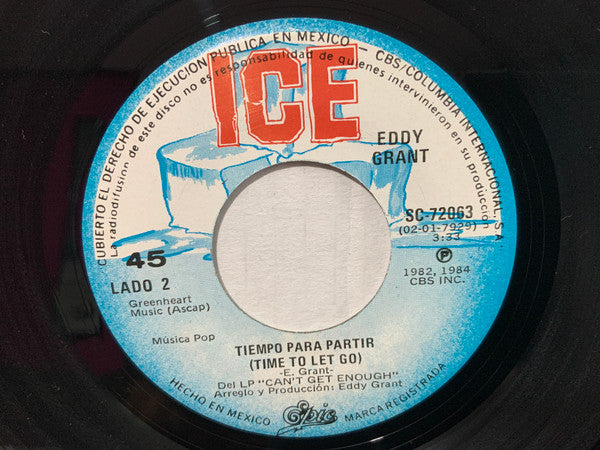 CUBIERTO EL DERECHO DE EJECUCION PUBLICA EN MEXICO - CBS/COLUMBIA INTERNACIONAL, S.A.
La radiodifusion de este disco no es responsabilidad de quienes intervinieron en su Producción
ICE
EDDY
GRANT
SC-72063
(02-01-7929)
3:33
P
1982, 1984
CBS INC.
45
LADO 2
Greenheart
Music (Ascap)
Música Pop
TIEMPO PARA PARTIR
(TIME TO LET GO)
-E. Grant-
Del LP "CAN'T GET ENOUGH"
Arreglo y Producción: Eddy Grant
HECHO EN MEXICO
Epic
MARCA REGISTRADA